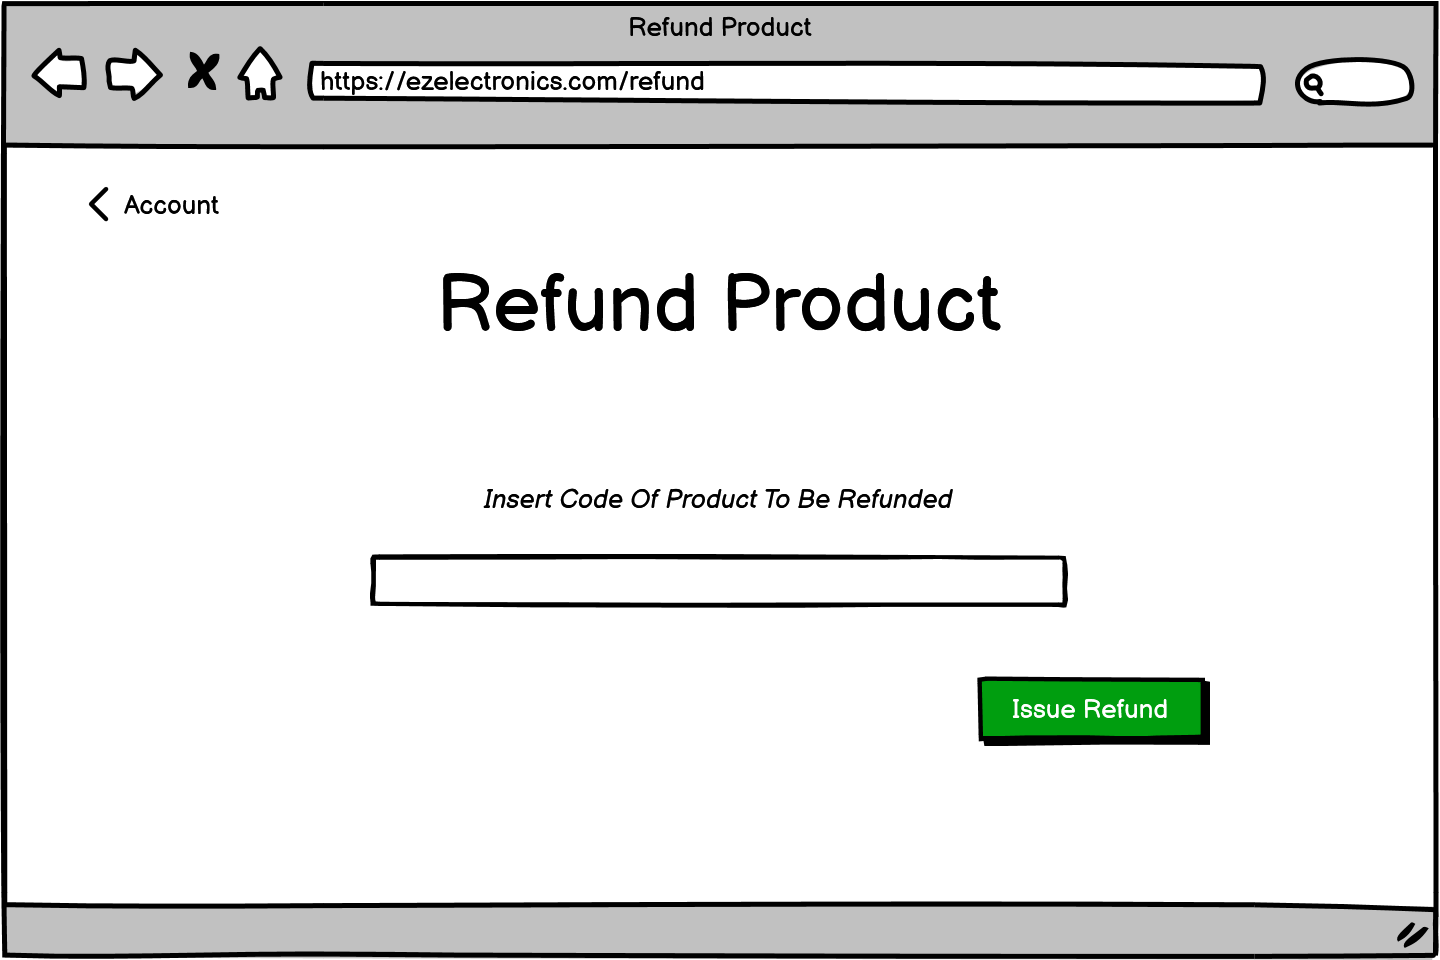 Refund Product
https://ezelectronics.com/refund
Account
Refund Product
Insert Code Of Product To Be Refunded
Issue Refund